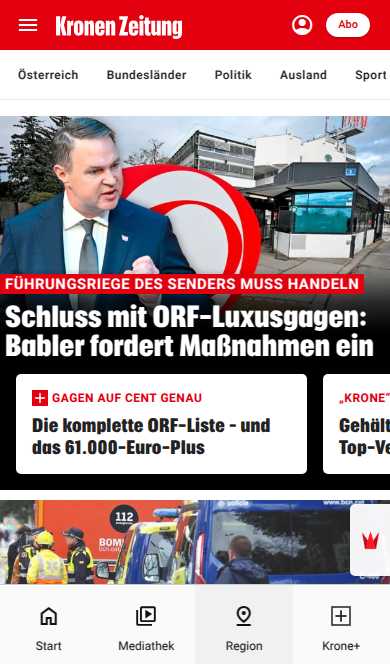 Kronen Zeitung
Abo
Österreich Bundesländer Politik Ausland Sport
FÜHRUNGSRIEGE DES SENDERS MUSS HANDELN
Schluss mit ORF-Luxusgagen:
Babler fordert Maßnahmen ein
GAGEN AUF CENT GENAU
Die komplette ORF-Liste - und
das 61.000-Euro-Plus
„KRONE“
Gehält
Top-Ve
112
BOM
Start Mediathek Region Krone+